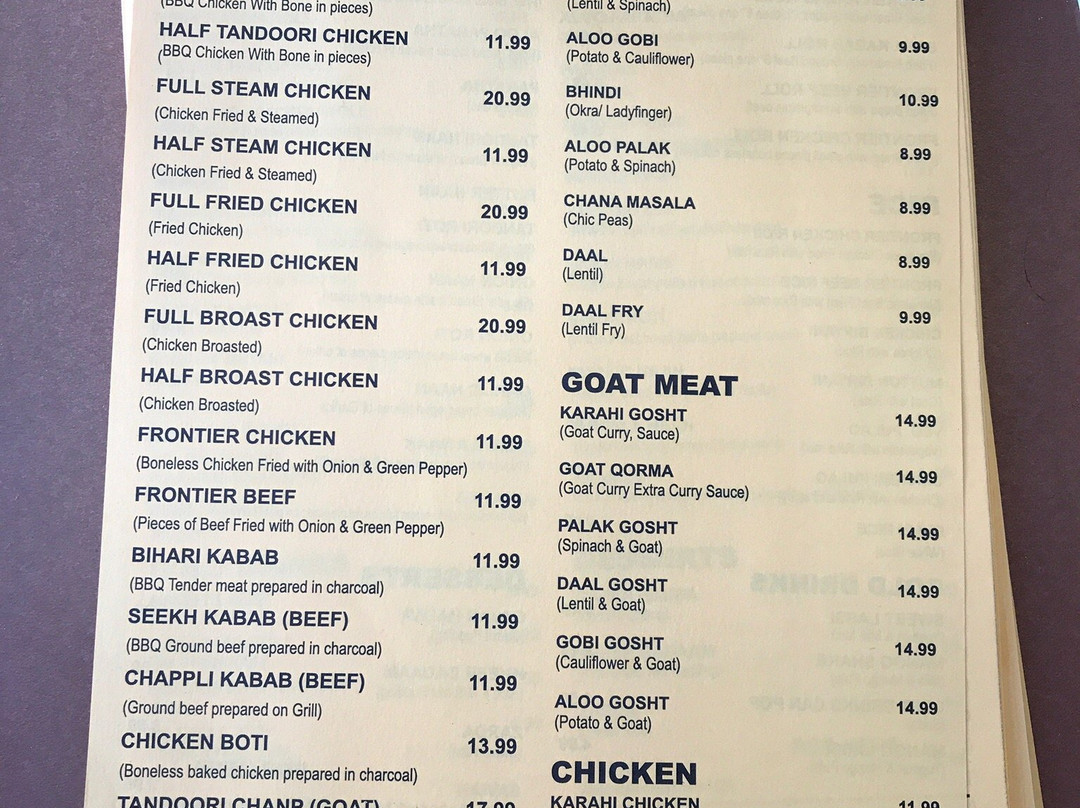 (BBQ Chicken With Bone in pieces)
HALF TANDOORI CHICKEN 11.99
(BBQ Chicken With Bone in pieces)
FULL STEAM CHICKEN 20.99
(Chicken Fried & Steamed)
HALF STEAM CHICKEN 11.99
(Chicken Fried & Steamed)
FULL FRIED CHICKEN 20.99
(Fried Chicken)
HALF FRIED CHICKEN 11.99
(Fried Chicken)
FULL BROAST CHICKEN 20.99
(Chicken Broasted)
HALF BROAST CHICKEN 11.99
(Chicken Broasted)
FRONTIER CHICKEN 11.99
(Boneless Chicken Fried with Onion & Green Pepper)
FRONTIER BEEF 11.99
(Pieces of Beef Fried with Onion & Green Pepper)
BIHARI KABAB 11.99
(BBQ Tender meat prepared in charcoal)
SEEKH KABAB (BEEF) 11.99
(BBQ Ground beef prepared in charcoal)
CHAPPLI KABAB (BEEF) 11.99
(Ground beef prepared on Grill)
CHICKEN BOTI 13.99
(Boneless baked chicken prepared in charcoal)
TANDOORI CHANP (GOAT) 17.99
(Lentil & Spinach)
ALOO GOBI 9.99
(Potato & Cauliflower)
BHINDI 10.99
(Okra/ Ladyfinger)
ALOO PALAK 8.99
(Potato & Spinach)
CHANA MASALA 8.99
(Chic Peas)
DAAL 8.99
(Lentil)
DAAL FRY 9.99
(Lentil Fry)
GOAT MEAT
KARAHI GOSHT 14.99
(Goat Curry, Sauce)
GOAT QORMA 14.99
(Goat Curry Extra Curry Sauce)
PALAK GOSHT 14.99
(Spinach & Goat)
DAAL GOSHT 14.99
(Lentil & Goat)
GOBI GOSHT 14.99
(Cauliflower & Goat)
ALOO GOSHT 14.99
(Potato & Goat)
CHICKEN
KARAHI CHICKEN 11.99